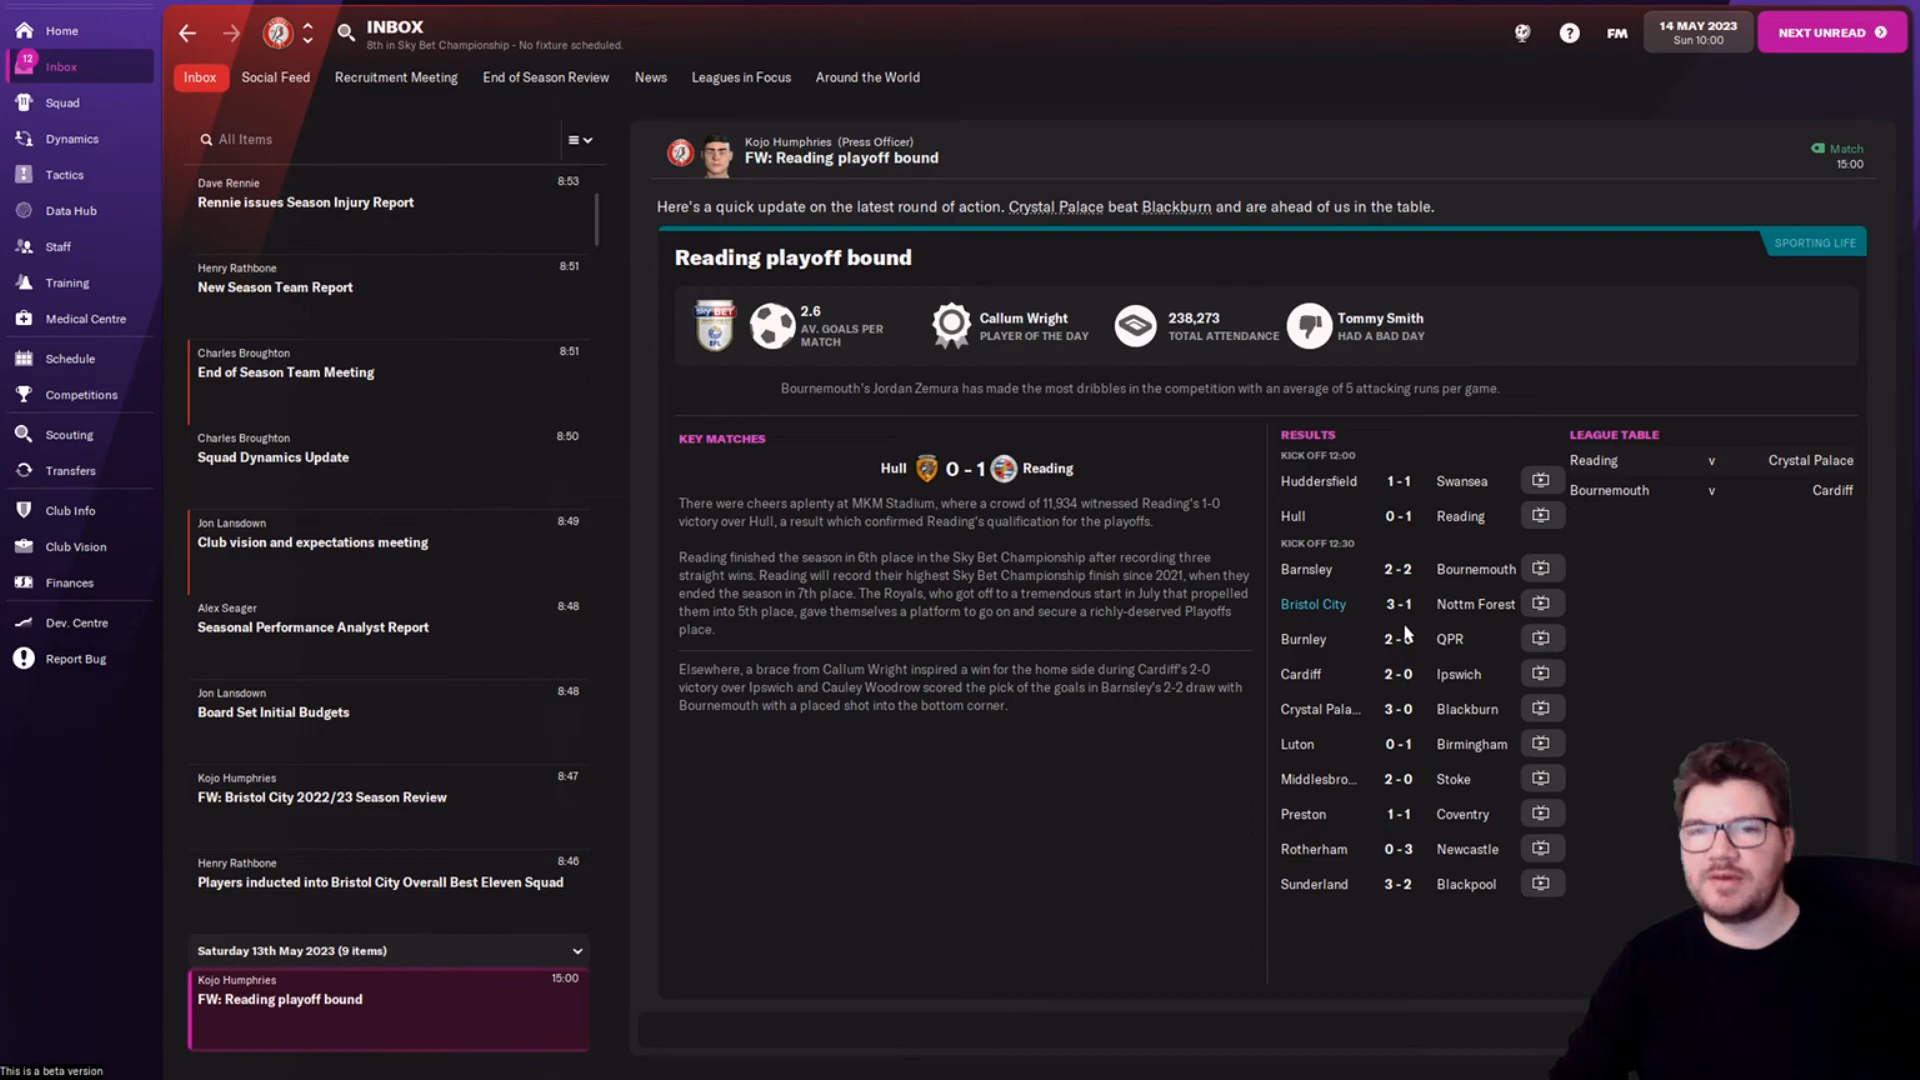 Home
12
Inbox
Squad
Dynamics
Tactics
Data Hub
Staff
Training
Medical Centre
Schedule
Competitions
Scouting
Transfers
Club Info
Club Vision
Finances
Dev. Centre
Report Bug
This is a beta version
INBOX
8th in Sky Bet Championship - No fixture scheduled.
FM
14 MAY 2023
Sun 10:00
NEXT UNREAD
Inbox
Social Feed
Recruitment Meeting
End of Season Review
News
Leagues in Focus
Around the World
All Items
Dave Rennie 8:53
Rennie issues Season Injury Report
Henry Rathbone 8:51
New Season Team Report
Charles Broughton 8:51
End of Season Team Meeting
Charles Broughton 8:50
Squad Dynamics Update
Jon Lansdown 8:49
Club vision and expectations meeting
Alex Seager 8:48
Seasonal Performance Analyst Report
Jon Lansdown 8:48
Board Set Initial Budgets
Kojo Humphries 8:47
FW: Bristol City 2022/23 Season Review
Henry Rathbone 8:46
Players inducted into Bristol City Overall Best Eleven Squad
Saturday 13th May 2023 (9 items)
Kojo Humphries 15:00
FW: Reading playoff bound
Kojo Humphries (Press Officer)
FW: Reading playoff bound
Match
15:00
Here's a quick update on the latest round of action. Crystal Palace beat Blackburn and are ahead of us in the table.
SPORTING LIFE
Reading playoff bound
sky BET
EFL
2.6
AV. GOALS PER
MATCH
Callum Wright
PLAYER OF THE DAY
238,273
TOTAL ATTENDANCE
Tommy Smith
HAD A BAD DAY
Bournemouth's Jordan Zemura has made the most dribbles in the competition with an average of 5 attacking runs per game.
KEY MATCHES
Hull 0 - 1 Reading
There were cheers aplenty at MKM Stadium, where a crowd of 11,934 witnessed Reading's 1-0
victory over Hull, a result which confirmed Reading's qualification for the playoffs.
Reading finished the season in 6th place in the Sky Bet Championship after recording three
straight wins. Reading will record their highest Sky Bet Championship finish since 2021, when they
ended the season in 7th place. The Royals, who got off to a tremendous start in July that propelled
them into 5th place, gave themselves a platform to go on and secure a richly-deserved Playoffs
place.
Elsewhere, a brace from Callum Wright inspired a win for the home side during Cardiff's 2-0
victory over Ipswich and Cauley Woodrow scored the pick of the goals in Barnsley's 2-2 draw with
Bournemouth with a placed shot into the bottom corner.
RESULTS
KICK OFF 12:00
Huddersfield 1 - 1 Swansea
Hull 0 - 1 Reading
KICK OFF 12:30
Barnsley 2 - 2 Bournemouth
Bristol City 3 - 1 Nottm Forest
Burnley 2 - QPR
Cardiff 2 - 0 Ipswich
Crystal Pala... 3 - 0 Blackburn
Luton 0 - 1 Birmingham
Middlesbro... 2 - 0 Stoke
Preston 1 - 1 Coventry
Rotherham 0 - 3 Newcastle
Sunderland 3 - 2 Blackpool
LEAGUE TABLE
Reading v Crystal Palace
Bournemouth v Cardiff